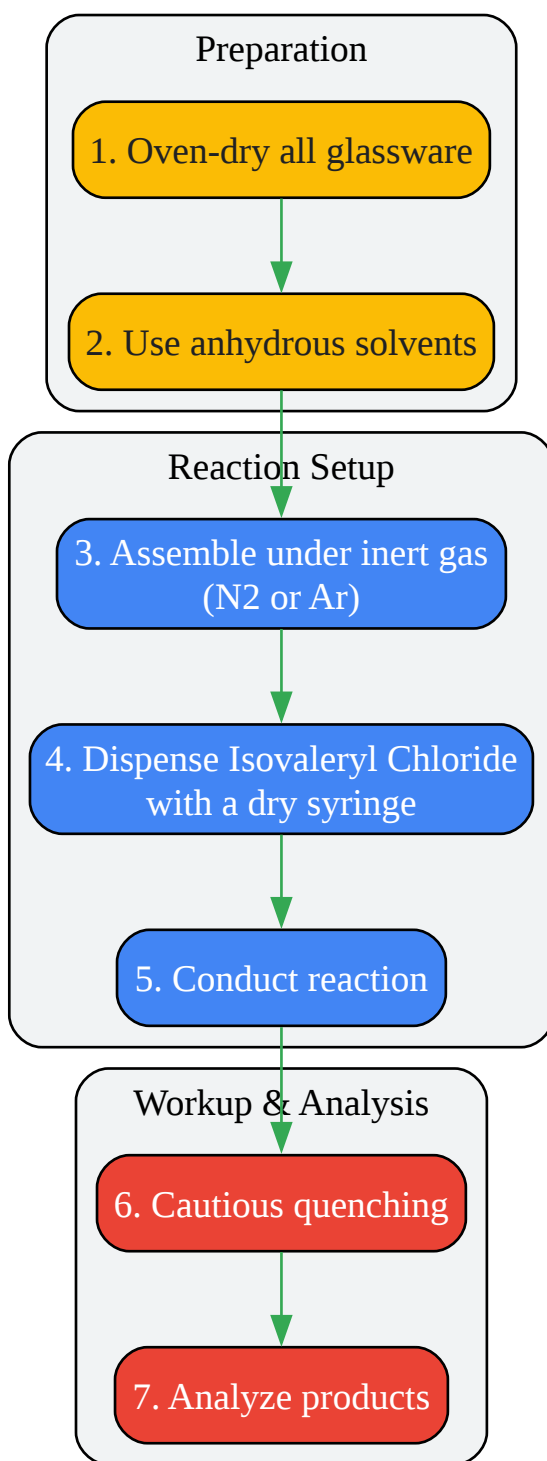 Preparation
1. Oven-dry all glassware
2. Use anhydrous solvents
Reaction Setup
3. Assemble under inert gas
(N2 or Ar)
4. Dispense Isovaleryl Chloride
with a dry syringe
5. Conduct reaction
Workup & Analysis
6. Cautious quenching
7. Analyze products